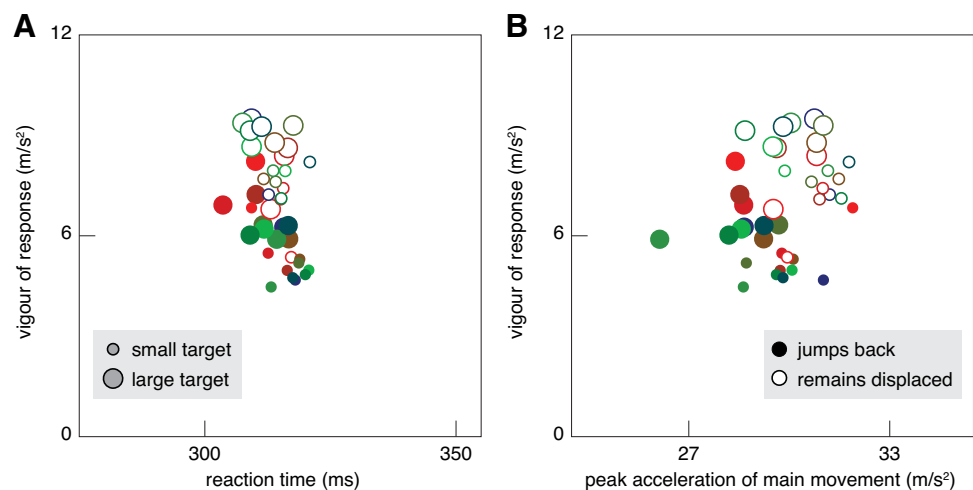 A
B
12
6
0
vigour of response (m/s²)
small target
large target
300
350
reaction time (ms)
12
6
0
vigour of response (m/s²)
jumps back
remains displaced
27
33
peak acceleration of main movement (m/s²)